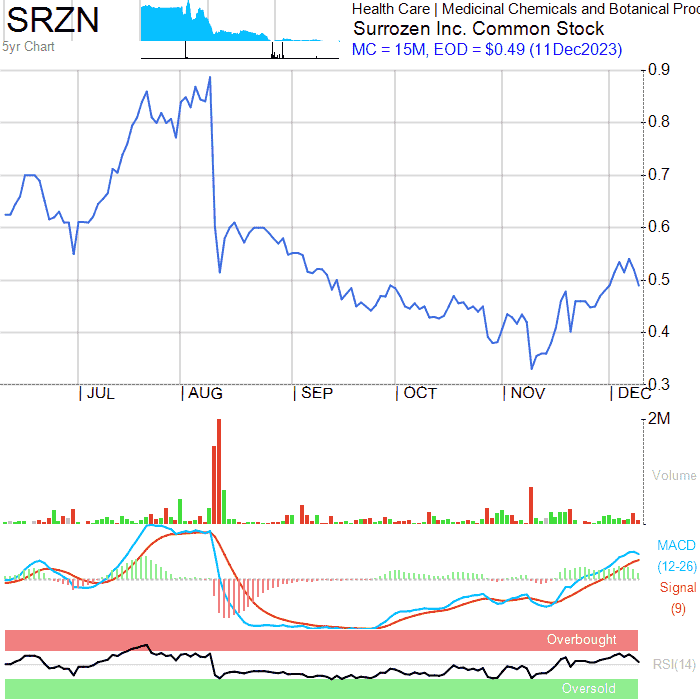 SRZN
5yr Chart
Health Care | Medicinal Chemicals and Botanical Proc
Surrozen Inc. Common Stock
MC = 15M, EOD = $0.49 (11Dec2023)
0.9
0.8
0.7
0.6
0.5
0.4
0.3
JUL AUG SEP OCT NOV DEC
2M
Volume
MACD
(12-26)
Signal
(9)
Overbought
RSI(14)
Oversold